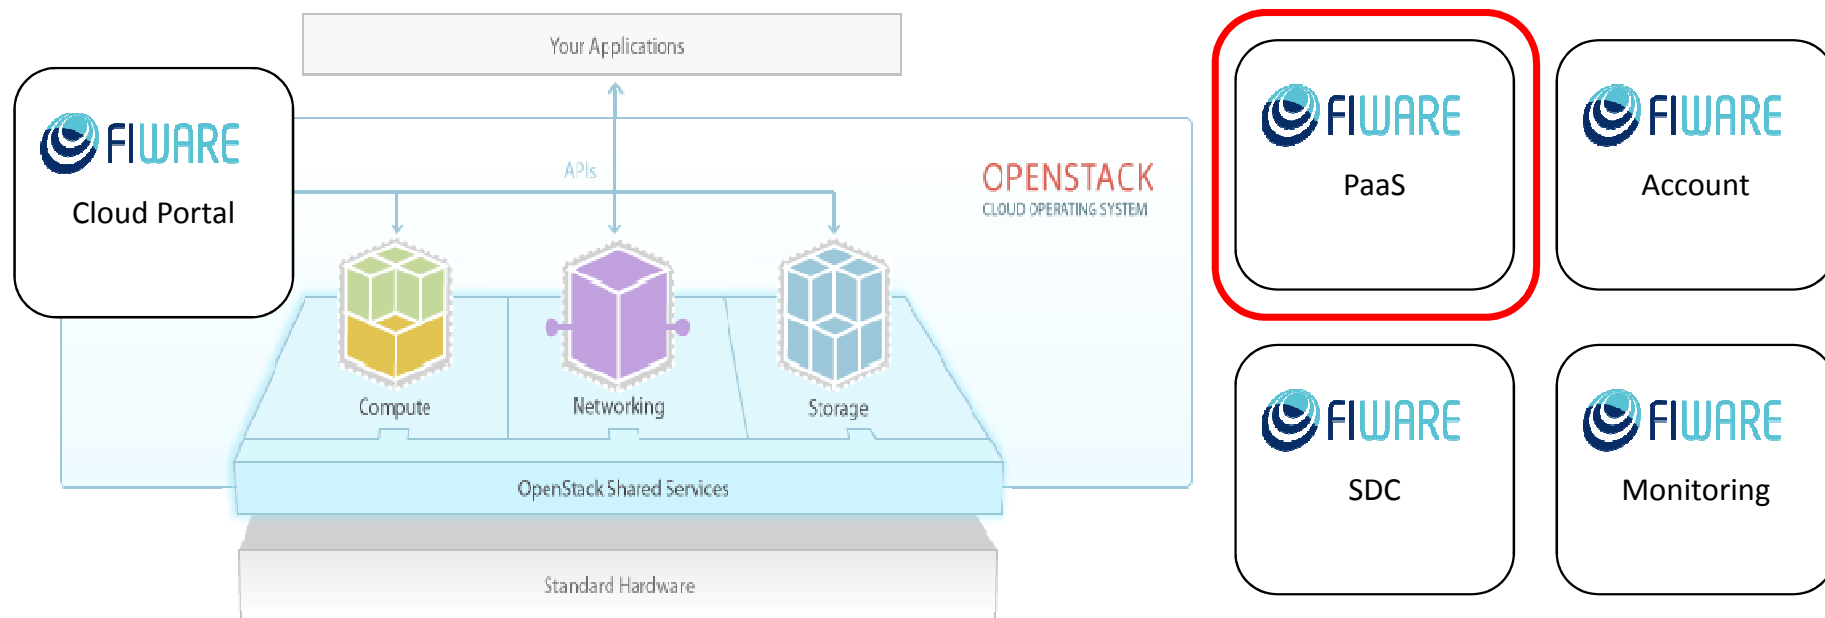 Your Applications
FIWARE
Cloud Portal
APIs
OPENSTACK
CLOUD OPERATING SYSTEM
Compute
Networking
Storage
OpenStack Shared Services
Standard Hardware
FIWARE
PaaS
FIWARE
Account
FIWARE
SDC
FIWARE
Monitoring